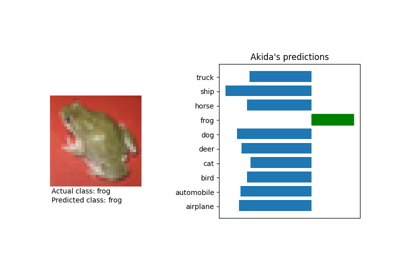 Akida's predictions
truck
ship
horse
frog
dog
deer
cat
bird
automobile
airplane
Actual class: frog
Predicted class: frog